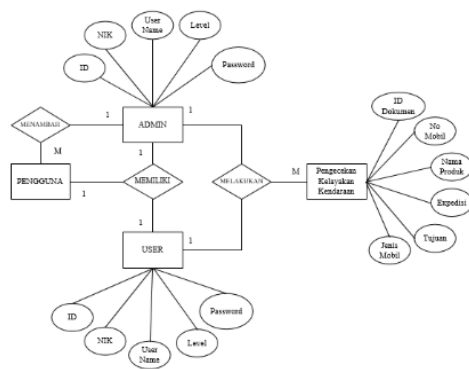 User
Name
NIK
Level
ID
Password
MENAMBAH
1
ADMIN
1
1
M
1
PENGGUNA
1
MEMILIKI
MELAKUKAN
M
Pengecekan
Kelayakan
Kendaraan
ID
Dokumen
No
Mobil
Nama
Produk
Expedisi
Tujuan
Jenis
Mobil
1
USER
1
ID
NIK
User
Name
Level
Password